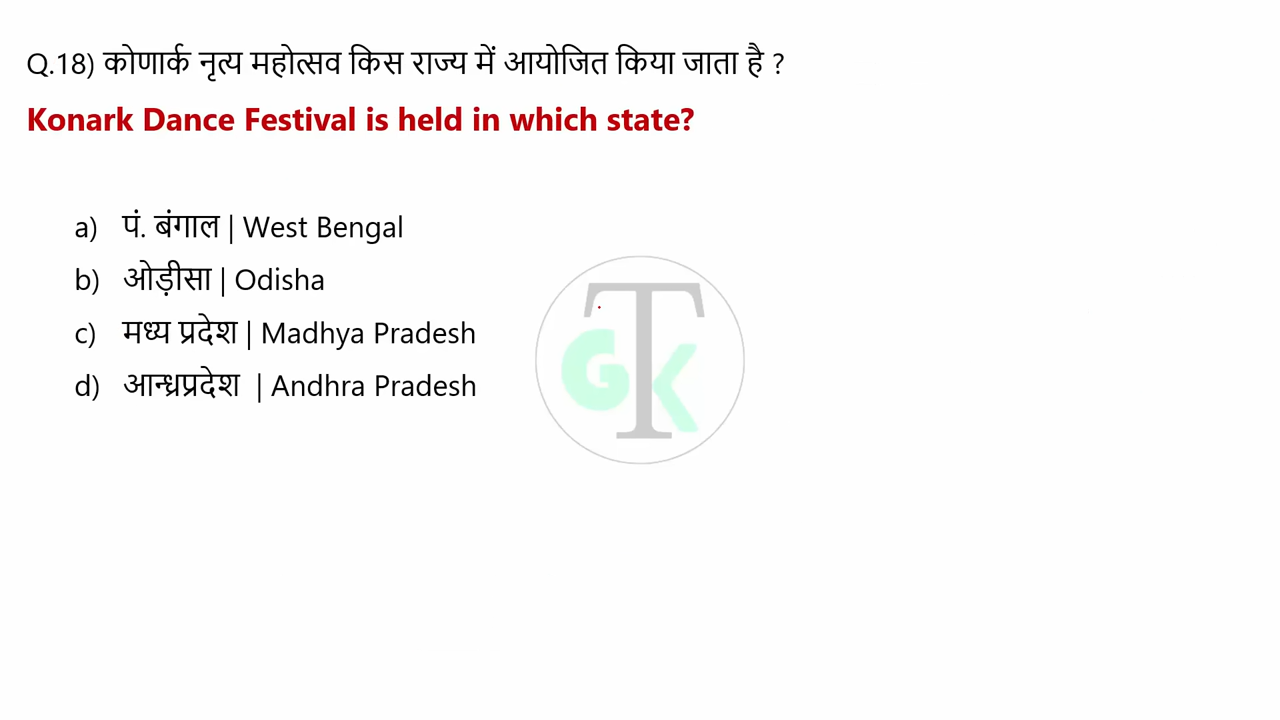 Q.18) कोणार्क नृत्य महोत्सव किस राज्य में आयोजित किया जाता है ?
Konark Dance Festival is held in which state?
a) पं. बंगाल | West Bengal
b) ओड़ीसा | Odisha
c) मध्य प्रदेश | Madhya Pradesh
d) आन्ध्रप्रदेश | Andhra Pradesh
GTK